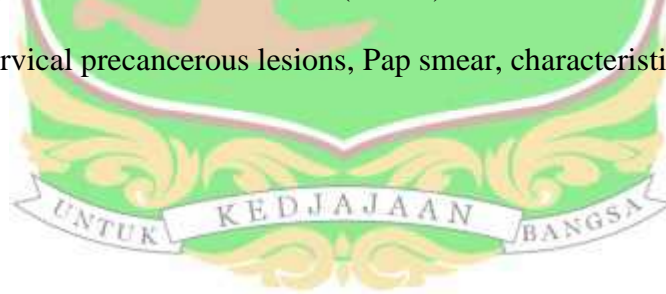 rvical precancerous lesions, Pap smear, characteristi
UNTUK KEDJAJAAN BANGSA